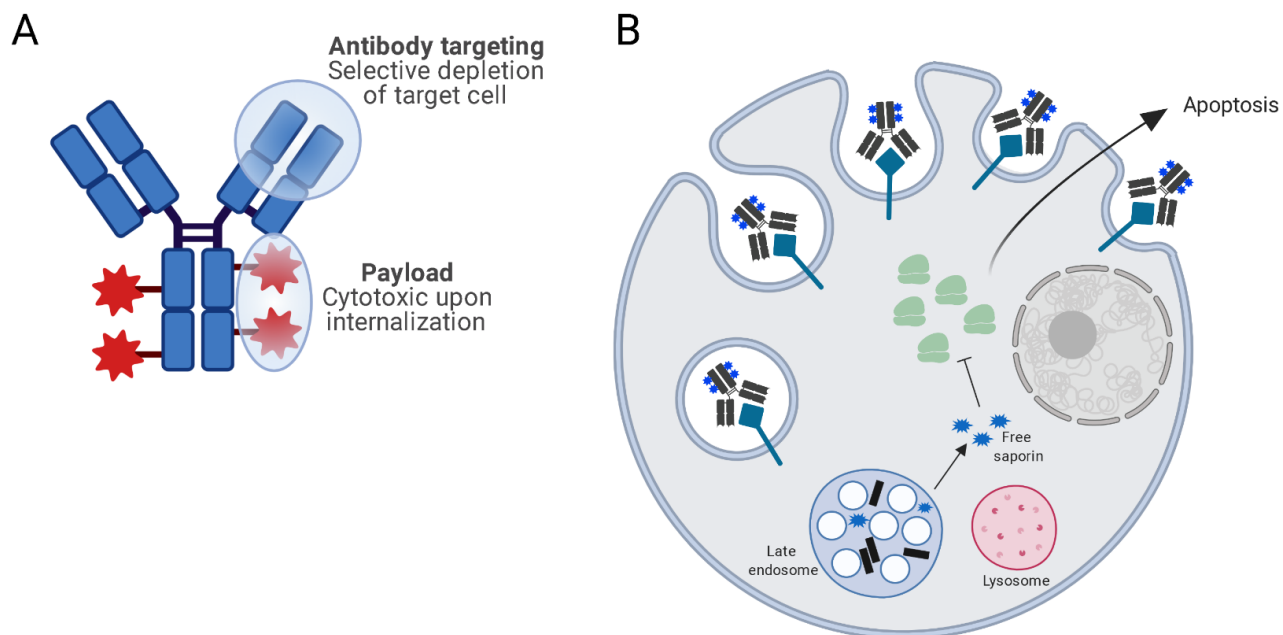 A
Antibody targeting
Selective depletion
of target cell
Payload
Cytotoxic upon
internalization
B
Apoptosis
Free
saporin
Late
endosome
Lysosome